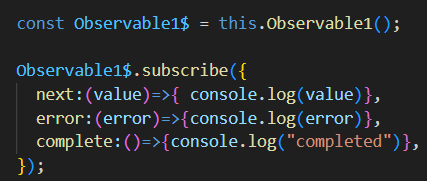 const Observable1$ = this.Observable1();
Observable1$.subscribe({
next:(value)=>{ console.log(value)},
error:(error)=>{console.log(error)},
complete:()=>{console.log("completed")},
});